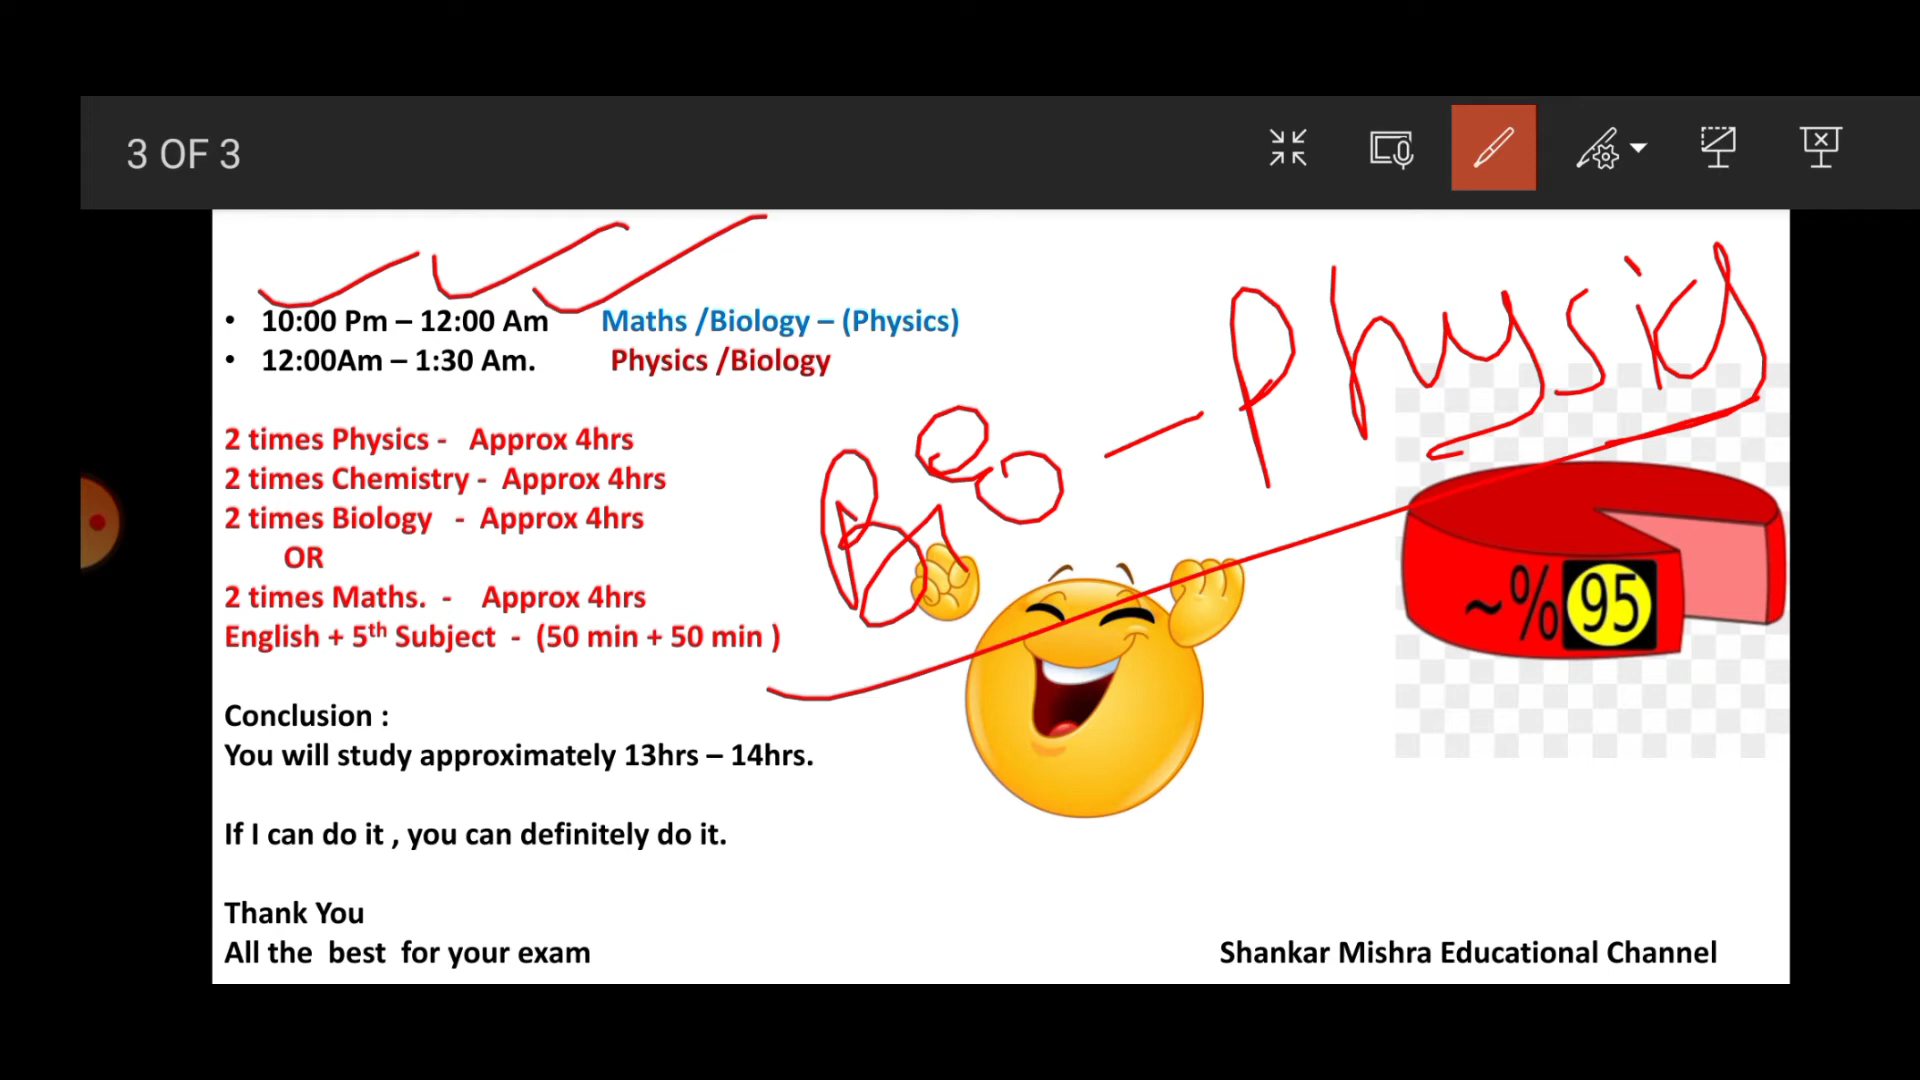 3 OF 3
• 10:00 Pm – 12:00 Am Maths /Biology – (Physics)
• 12:00Am – 1:30 Am. Physics /Biology
Bio – Physics
2 times Physics - Approx 4hrs
2 times Chemistry - Approx 4hrs
2 times Biology - Approx 4hrs
OR
2 times Maths. - Approx 4hrs
English + 5th Subject - (50 min + 50 min )
~%95
Conclusion :
You will study approximately 13hrs – 14hrs.
If I can do it , you can definitely do it.
Thank You
All the best for your exam
Shankar Mishra Educational Channel